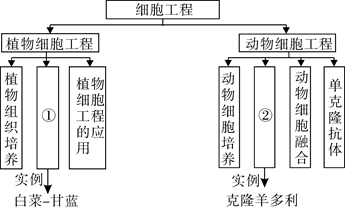 细胞工程
植物细胞工程
动物细胞工程
植物组织培养
①
植物细胞工程的应用
动物细胞培养
②
动物细胞融合
单克隆抗体
实例
实例
白菜-甘蓝
克隆羊多利